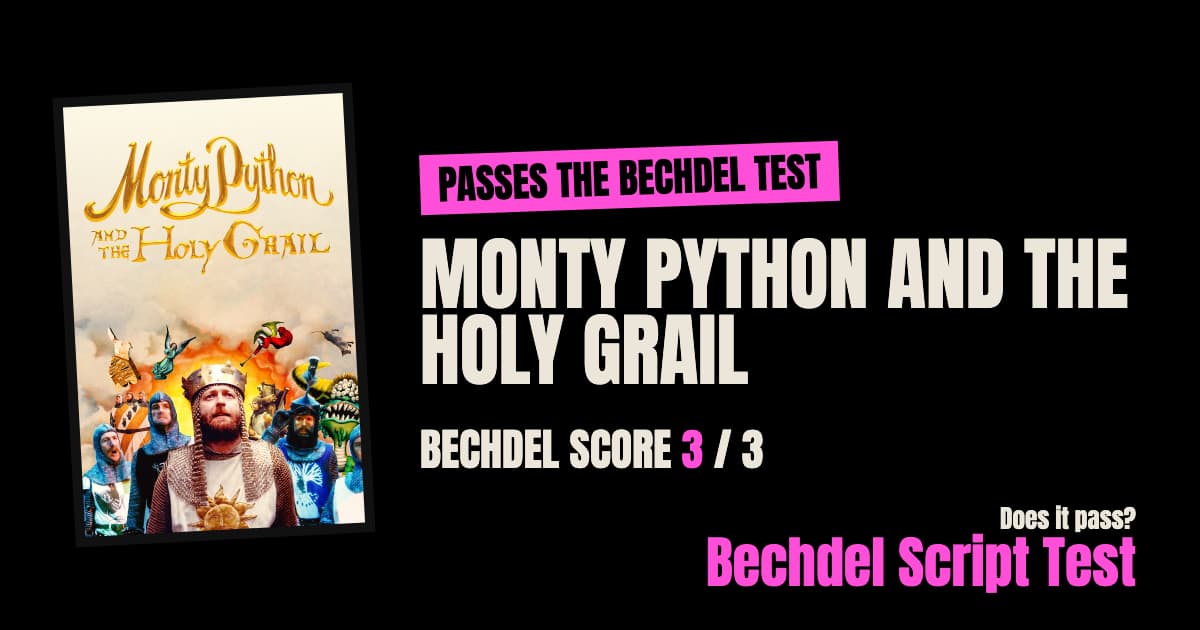 Monty Python
AND THE Holy Grail
PASSES THE BECHDEL TEST
MONTY PYTHON AND THE
HOLY GRAIL
BECHDEL SCORE 3 / 3
Does it pass?
Bechdel Script Test